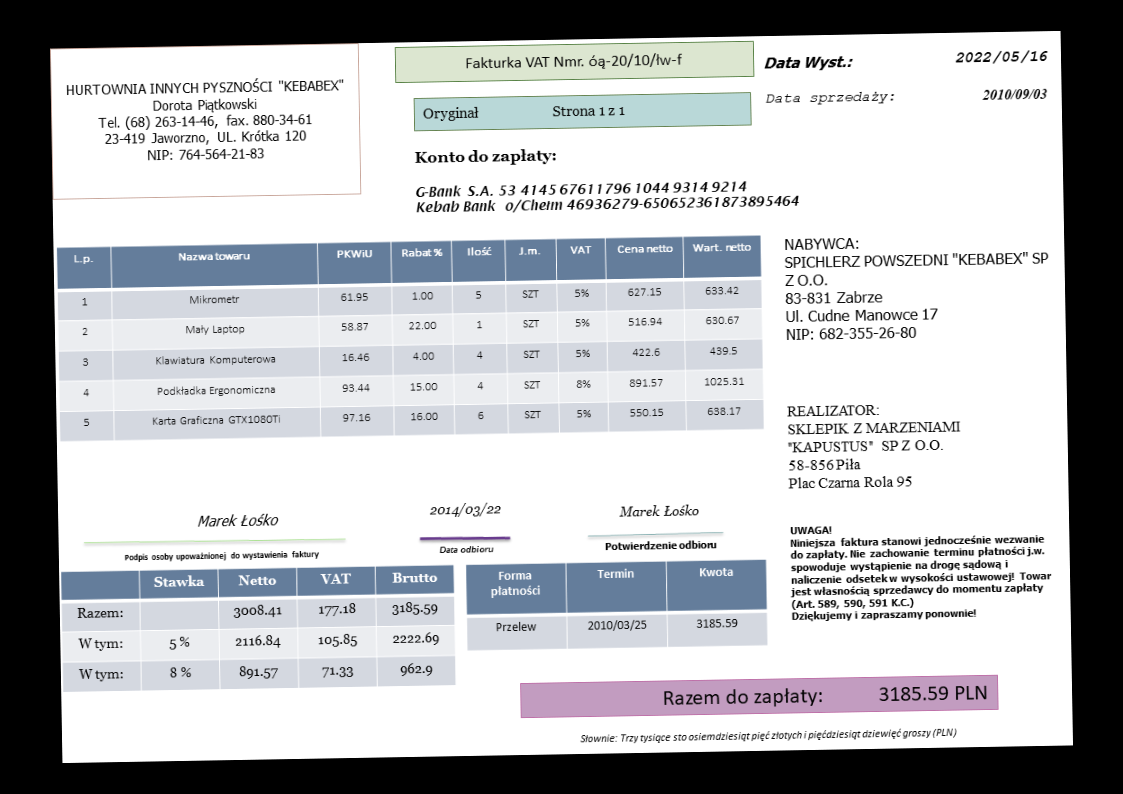 HURTOWNIA INNYCH PYSZNOŚCI "KEBABEX"
Dorota Piątkowski
Tel. (68) 263-14-46, fax. 880-34-61
23-419 Jaworzno, UL. Krótka 120
NIP: 764-564-21-83
Fakturka VAT Nmr. óą-20/10/łw-f
Oryginał Strona 1 z 1
Data Wyst.: 2022/05/16
Data sprzedaży: 2010/09/03
Konto do zapłaty:
G-Bank S.A. 53 4145 67611796 1044 9314 9214
Kebab Bank o/Chełm 46936279-650652361873895464
L.p. Nazwa towaru PKWiU Rabat % Ilość J.m. VAT Cena netto Wart. netto
1 Mikrometr 61.95 1.00 5 SZT 5% 627.15 633.42
2 Mały Laptop 58.87 22.00 1 SZT 5% 516.94 630.67
3 Klawiatura Komputerowa 16.46 4.00 4 SZT 5% 422.6 439.5
4 Podkładka Ergonomiczna 93.44 15.00 4 SZT 8% 891.57 1025.31
5 Karta Graficzna GTX1080Ti 97.16 16.00 6 SZT 5% 550.15 638.17
NABYWCA:
SPICHLERZ POWSZEDNI "KEBABEX" SP
Z O.O.
83-831 Zabrze
Ul. Cudne Manowce 17
NIP: 682-355-26-80
REALIZATOR:
SKLEPIK Z MARZENIAMI
"KAPUSTUS" SP Z O.O.
58-856 Piła
Plac Czarna Rola 95
Marek Łośko
Podpis osoby upoważnionej do wystawienia faktury
2014/03/22
Data odbioru
Marek Łośko
Potwierdzenie odbioru
UWAGA!
Niniejsza faktura stanowi jednocześnie wezwanie
do zapłaty. Nie zachowanie terminu płatności j.w.
spowoduje wystąpienie na drogę sądową i
naliczenie odsetek w wysokości ustawowej! Towar
jest własnością sprzedawcy do momentu zapłaty
(Art. 589, 590, 591 K.C.)
Dziękujemy i zapraszamy ponownie!
Stawka Netto VAT Brutto
Razem: 3008.41 177.18 3185.59
W tym: 5 % 2116.84 105.85 2222.69
W tym: 8 % 891.57 71.33 962.9
Forma płatności Termin Kwota
Przelew 2010/03/25 3185.59
Razem do zapłaty: 3185.59 PLN
Słownie: Trzy tysiące sto osiemdziesiąt pięć złotych i pięćdziesiąt dziewięć groszy (PLN)